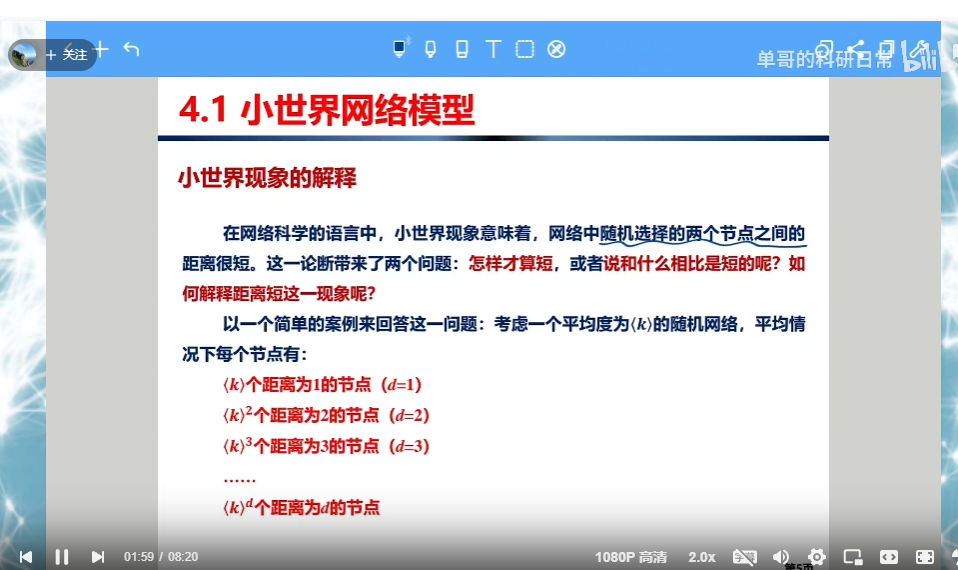 + 关注
单哥的科研日常 bili
4.1 小世界网络模型
小世界现象的解释
在网络科学的语言中，小世界现象意味着，网络中随机选择的两个节点之间的
距离很短。这一论断带来了两个问题：怎样才算短，或者说和什么相比是短的呢？如
何解释距离短这一现象呢？
以一个简单的案例来回答这一问题：考虑一个平均度为⟨k⟩的随机网络，平均情
况下每个节点有：
⟨k⟩个距离为1的节点（d=1）
⟨k⟩²个距离为2的节点（d=2）
⟨k⟩³个距离为3的节点（d=3）
……
⟨k⟩ᵈ个距离为d的节点
01:59 / 08:20
1080P 高清 2.0x
第5页